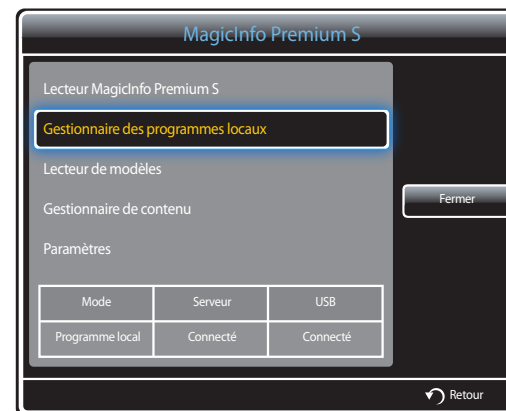 MagicInfo Premium S
Lecteur MagicInfo Premium S
Gestionnaire des programmes locaux
Lecteur de modèles
Gestionnaire de contenu
Paramètres
Fermer
Mode Serveur USB
Programme local Connecté Connecté
Retour